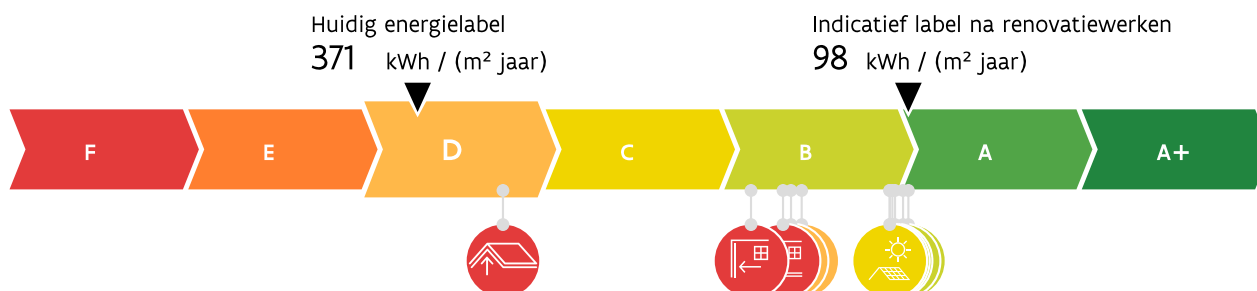 Huidig energielabel
371 kWh / (m² jaar)
Indicatief label na renovatiewerken
98 kWh / (m² jaar)
F E D C B A A+